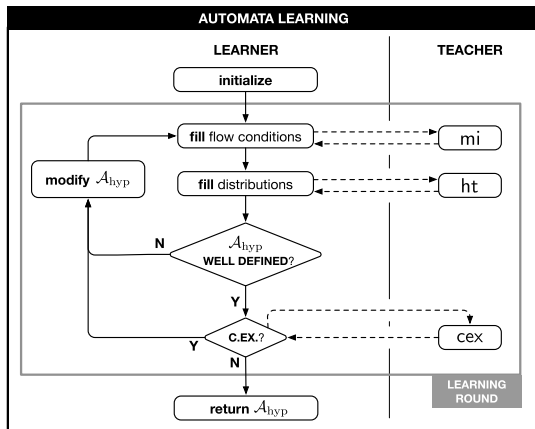 AUTOMATA LEARNING
LEARNER
TEACHER
initialize
fill flow conditions
mi
modify 𝒜hyp
fill distributions
ht
N
𝒜hyp
WELL DEFINED?
Y
C.EX.?
cex
Y
N
LEARNING
ROUND
return 𝒜hyp